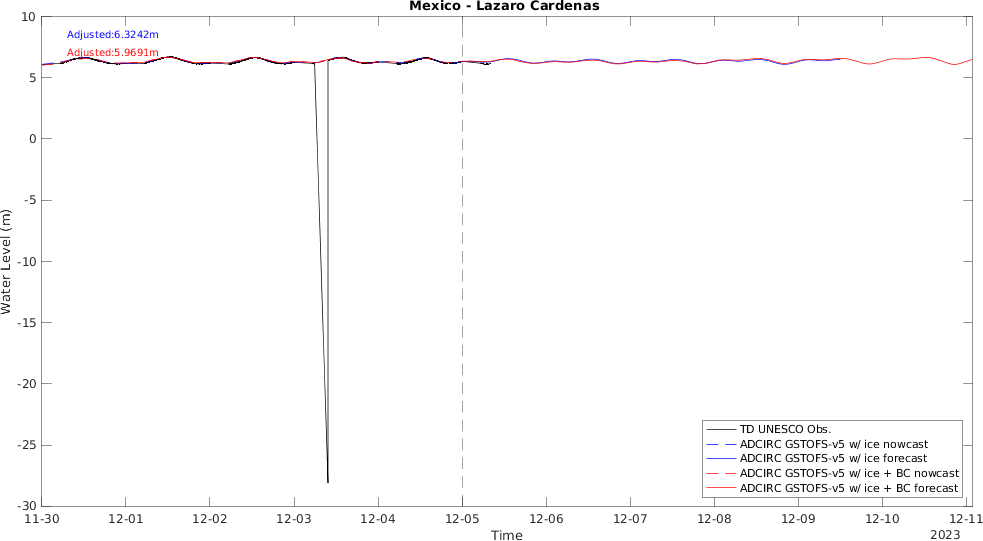 Mexico - Lazaro Cardenas
Adjusted:6.3242m
Adjusted:5.9691m
10
5
0
-5
-10
-15
-20
-25
-30
Water Level (m)
11-30
12-01
12-02
12-03
12-04
12-05
12-06
12-07
12-08
12-09
12-10
12-11
Time
2023
TD UNESCO Obs.
ADCIRC GSTOFS-v5 w/ ice nowcast
ADCIRC GSTOFS-v5 w/ ice forecast
ADCIRC GSTOFS-v5 w/ ice + BC nowcast
ADCIRC GSTOFS-v5 w/ ice + BC forecast